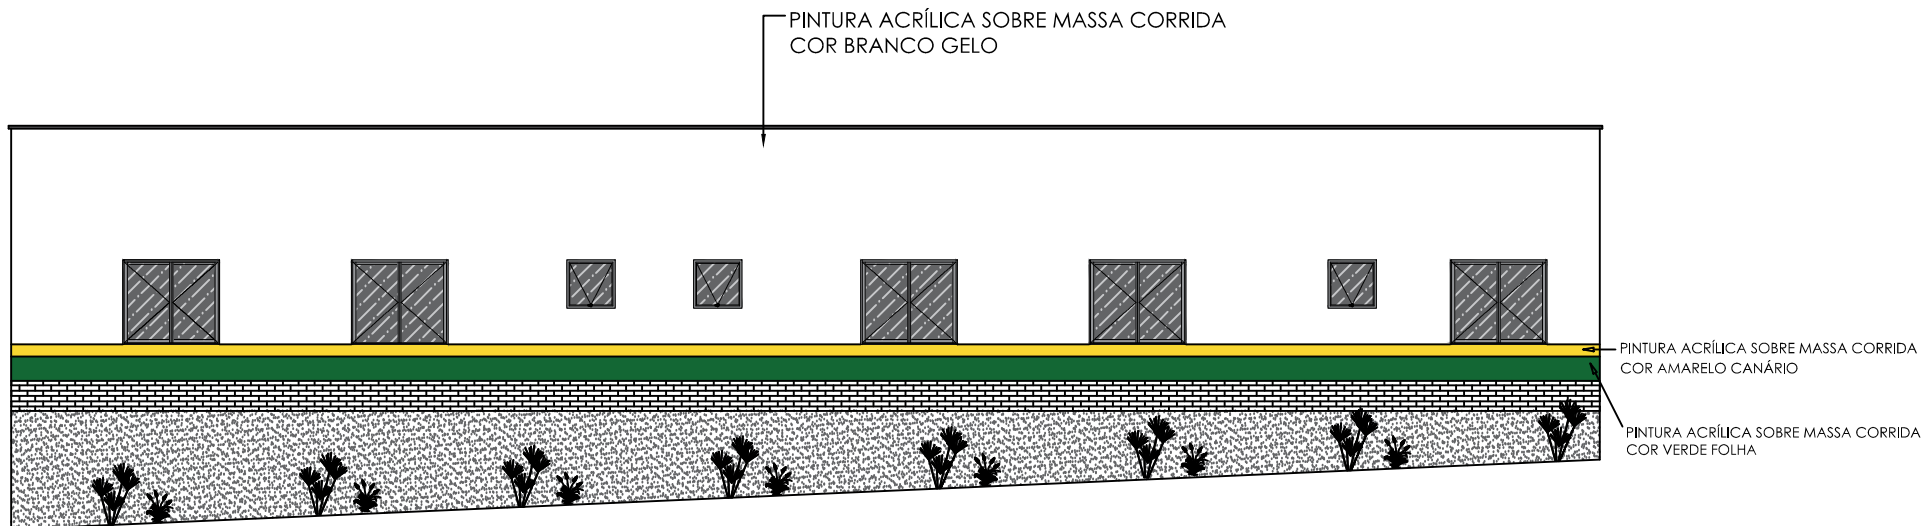 PINTURA ACRÍLICA SOBRE MASSA CORRIDA
COR BRANCO GELO
PINTURA ACRÍLICA SOBRE MASSA CORRIDA
COR AMARELO CANÁRIO
PINTURA ACRÍLICA SOBRE MASSA CORRIDA
COR VERDE FOLHA